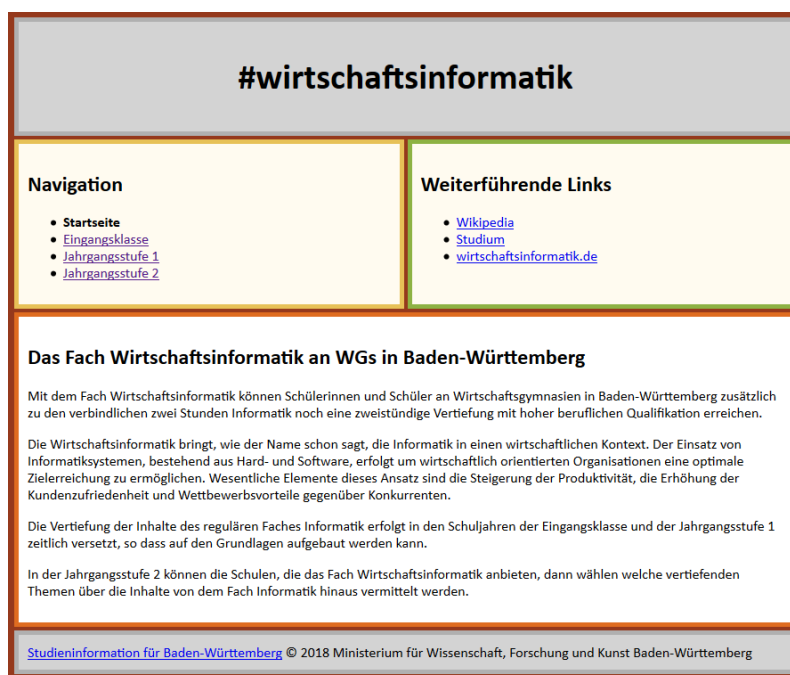 #wirtschaftsinformatik
Navigation
Startseite
Eingangsklasse
Jahrgangsstufe 1
Jahrgangsstufe 2
Weiterführende Links
Wikipedia
Studium
wirtschaftsinformatik.de
Das Fach Wirtschaftsinformatik an WGs in Baden-Württemberg
Mit dem Fach Wirtschaftsinformatik können Schülerinnen und Schüler an Wirtschaftsgymnasien in Baden-Württemberg zusätzlich
zu den verbindlichen zwei Stunden Informatik noch eine zweistündige Vertiefung mit hoher beruflichen Qualifikation erreichen.
Die Wirtschaftsinformatik bringt, wie der Name schon sagt, die Informatik in einen wirtschaftlichen Kontext. Der Einsatz von
Informatiksystemen, bestehend aus Hard- und Software, erfolgt um wirtschaftlich orientierten Organisationen eine optimale
Zielerreichung zu ermöglichen. Wesentliche Elemente dieses Ansatz sind die Steigerung der Produktivität, die Erhöhung der
Kundenzufriedenheit und Wettbewerbsvorteile gegenüber Konkurrenten.
Die Vertiefung der Inhalte des regulären Faches Informatik erfolgt in den Schuljahren der Eingangsklasse und der Jahrgangsstufe 1
zeitlich versetzt, so dass auf den Grundlagen aufgebaut werden kann.
In der Jahrgangsstufe 2 können die Schulen, die das Fach Wirtschaftsinformatik anbieten, dann wählen welche vertiefenden
Themen über die Inhalte von dem Fach Informatik hinaus vermittelt werden.
Studieninformation für Baden-Württemberg © 2018 Ministerium für Wissenschaft, Forschung und Kunst Baden-Württemberg